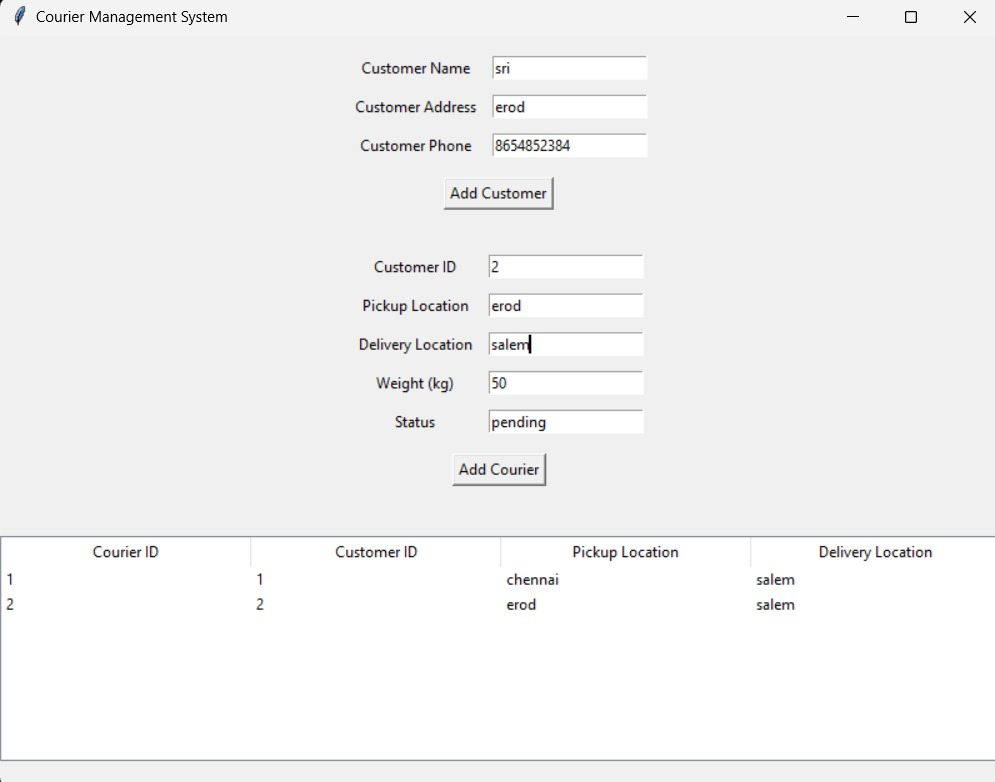 Courier Management System
Customer Name sri
Customer Address erod
Customer Phone 8654852384
Add Customer
Customer ID 2
Pickup Location erod
Delivery Location salem
Weight (kg) 50
Status pending
Add Courier
Courier ID Customer ID Pickup Location Delivery Location
1 1 chennai salem
2 2 erod salem